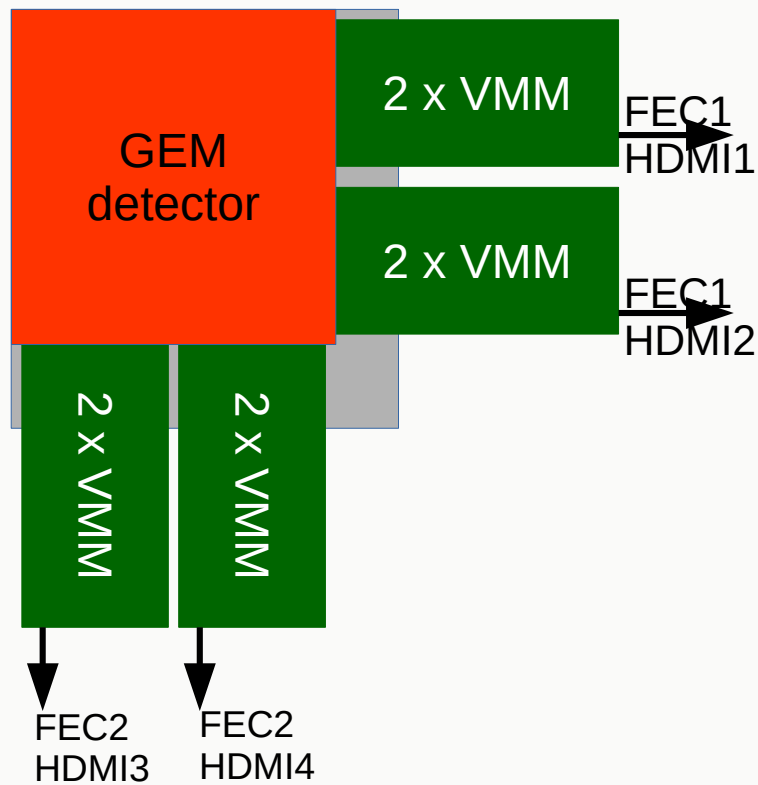 GEM
detector
2 x VMM
FEC1
HDMI1
2 x VMM
FEC1
HDMI2
2 x VMM
2 x VMM
FEC2
HDMI3
FEC2
HDMI4